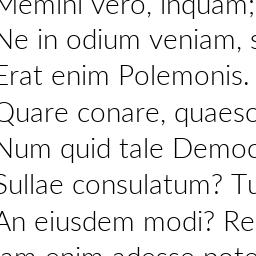 Memini vero, inquam;
Ne in odium veniam, s
Erat enim Polemonis.
Quare conare, quaeso
Num quid tale Democ
Sullae consulatum? Tu
An eiusdem modi? Re